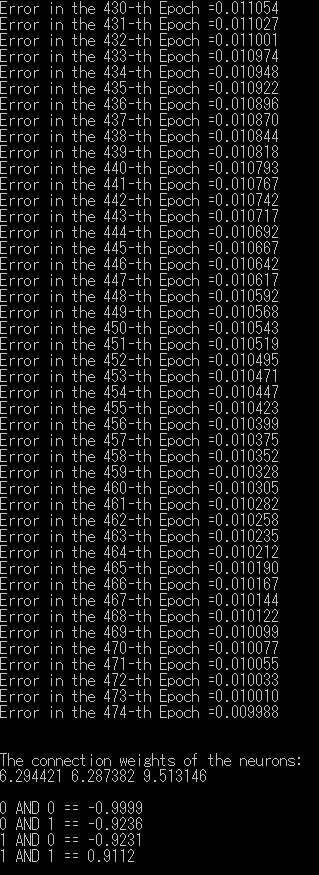 Error in the 430-th Epoch =0.011054
Error in the 431-th Epoch =0.011027
Error in the 432-th Epoch =0.011001
Error in the 433-th Epoch =0.010974
Error in the 434-th Epoch =0.010948
Error in the 435-th Epoch =0.010922
Error in the 436-th Epoch =0.010896
Error in the 437-th Epoch =0.010870
Error in the 438-th Epoch =0.010844
Error in the 439-th Epoch =0.010818
Error in the 440-th Epoch =0.010793
Error in the 441-th Epoch =0.010767
Error in the 442-th Epoch =0.010742
Error in the 443-th Epoch =0.010717
Error in the 444-th Epoch =0.010692
Error in the 445-th Epoch =0.010667
Error in the 446-th Epoch =0.010642
Error in the 447-th Epoch =0.010617
Error in the 448-th Epoch =0.010592
Error in the 449-th Epoch =0.010568
Error in the 450-th Epoch =0.010543
Error in the 451-th Epoch =0.010519
Error in the 452-th Epoch =0.010495
Error in the 453-th Epoch =0.010471
Error in the 454-th Epoch =0.010447
Error in the 455-th Epoch =0.010423
Error in the 456-th Epoch =0.010399
Error in the 457-th Epoch =0.010375
Error in the 458-th Epoch =0.010352
Error in the 459-th Epoch =0.010328
Error in the 460-th Epoch =0.010305
Error in the 461-th Epoch =0.010282
Error in the 462-th Epoch =0.010258
Error in the 463-th Epoch =0.010235
Error in the 464-th Epoch =0.010212
Error in the 465-th Epoch =0.010190
Error in the 466-th Epoch =0.010167
Error in the 467-th Epoch =0.010144
Error in the 468-th Epoch =0.010122
Error in the 469-th Epoch =0.010099
Error in the 470-th Epoch =0.010077
Error in the 471-th Epoch =0.010055
Error in the 472-th Epoch =0.010033
Error in the 473-th Epoch =0.010010
Error in the 474-th Epoch =0.009988
The connection weights of the neurons:
6.294421 6.287382 9.513146
0 AND 0 == -0.9999
0 AND 1 == -0.9236
1 AND 0 == -0.9231
1 AND 1 == 0.9112